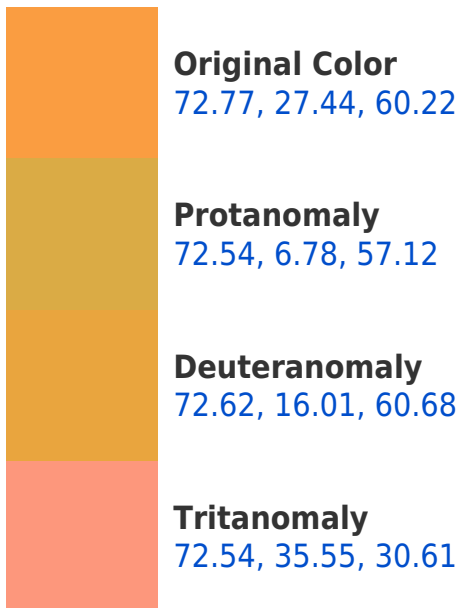 Original Color
72.77, 27.44, 60.22
Protanomaly
72.54, 6.78, 57.12
Deuteranomaly
72.62, 16.01, 60.68
Tritanomaly
72.54, 35.55, 30.61